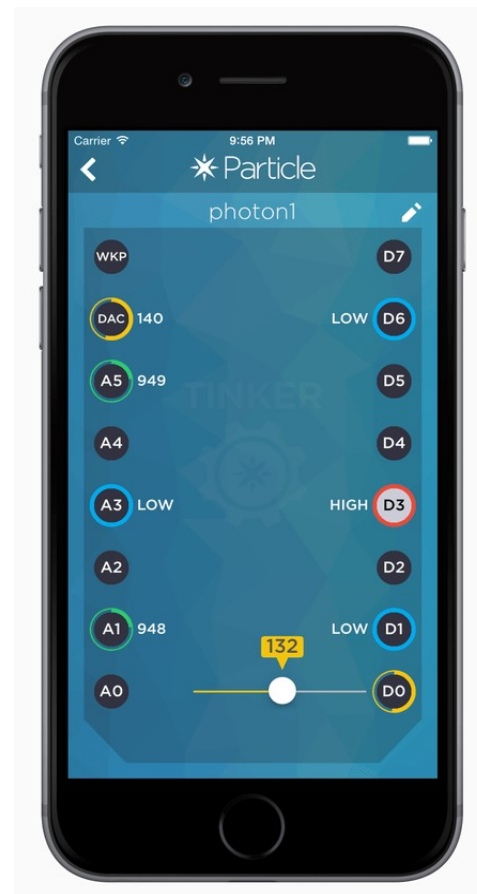 Carrier 9:56 PM
Particle
photon1
WKP D7
DAC 140 LOW D6
A5 949 D5
TINKER
A4 D4
A3 LOW HIGH D3
A2 D2
A1 948 LOW D1
132
A0 D0